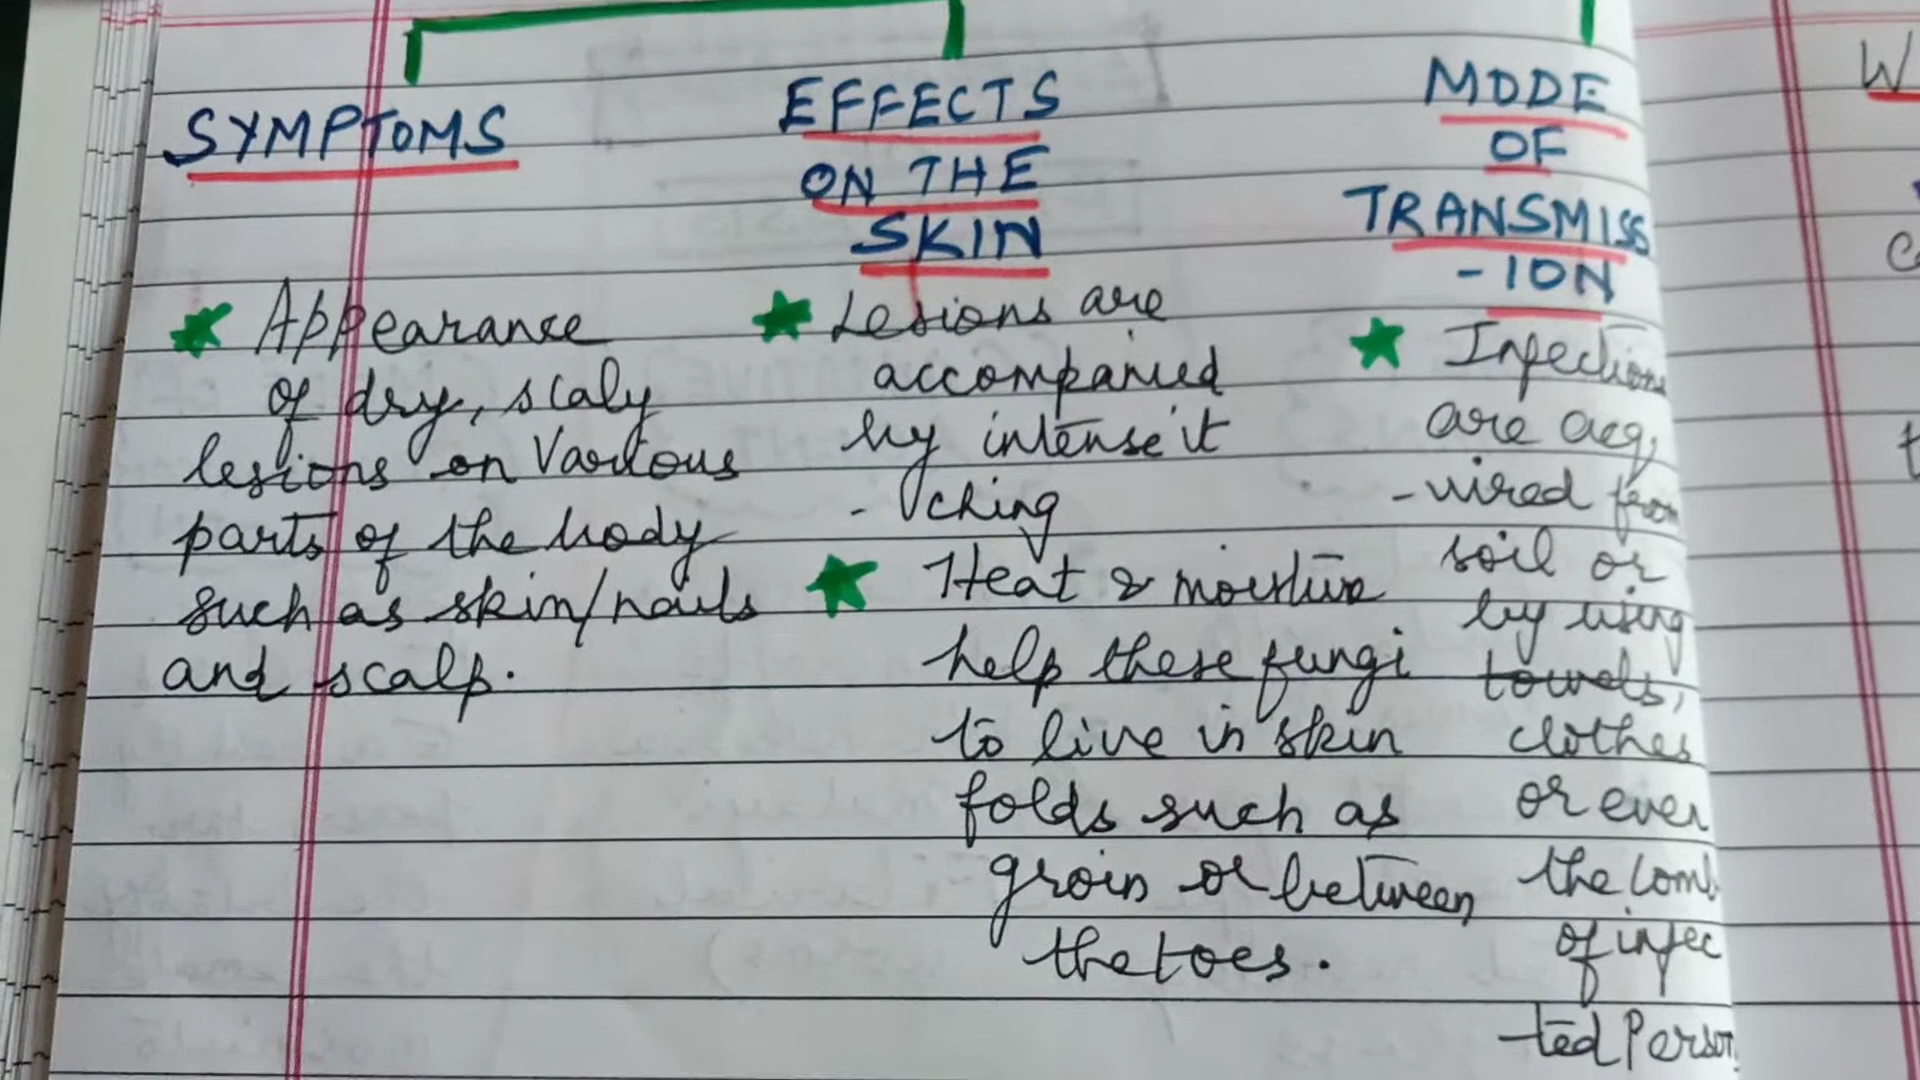 SYMPTOMS
★ Appearance
of dry, scaly
lesions on Various
parts of the body
such as skin/nails
and scalp.
EFFECTS
ON THE
SKIN
★ Lesions are
accompanied
by intense it
- ching
★ Heat & moisture
help these fungi
to live in skin
folds such as
groin or between
the toes.
MODE
OF
TRANSMISS
-ION
★ Infections
are acq
-uired from
soil or
by using
towels,
clothes
or even
the comb
of infec
-ted Person